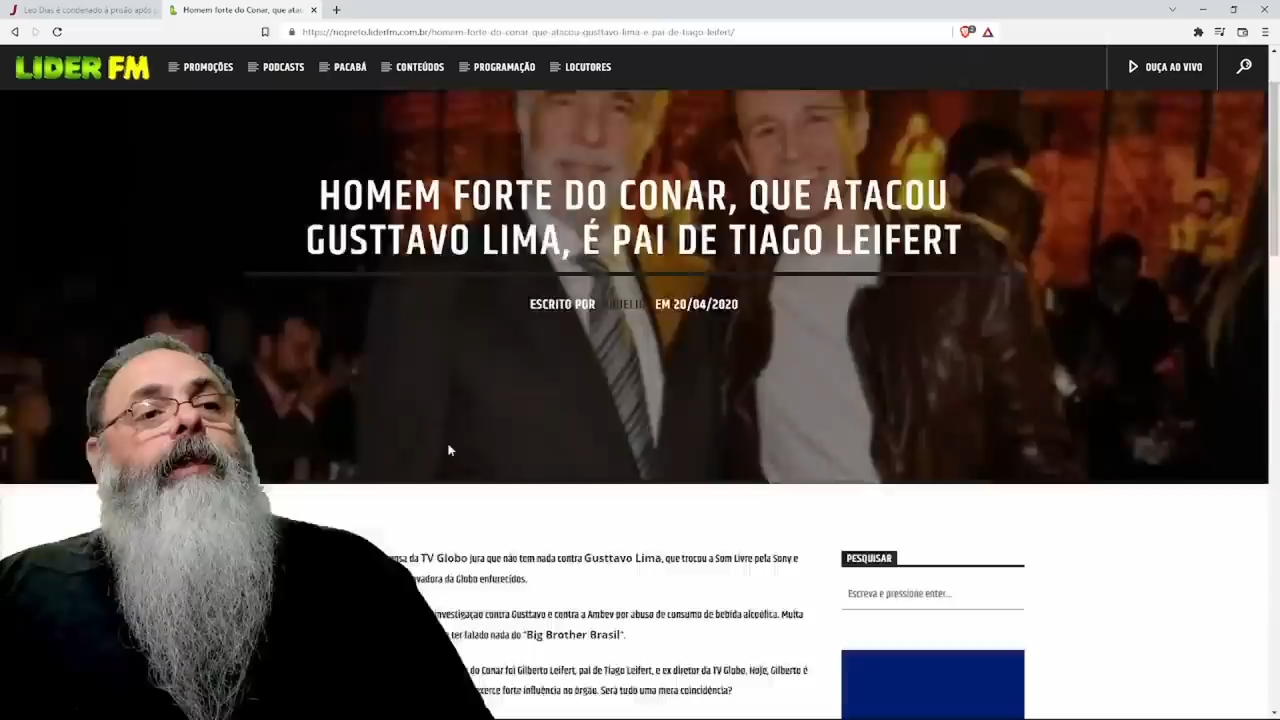 Leo Dias é condenado à prisão após
Homem forte do Conar, que atac
https://riopreto.liderfm.com.br/homem-forte-do-conar-que-atacou-gusttavo-lima-e-pai-de-tiago-leifert/
LIDER FM
PROMOÇÕES
PODCASTS
PACABÁ
CONTEÚDOS
PROGRAMAÇÃO
LOCUTORES
OUÇA AO VIVO
HOMEM FORTE DO CONAR, QUE ATACOU
GUSTTAVO LIMA, É PAI DE TIAGO LEIFERT
ESCRITO POR EM 20/04/2020
da TV Globo jura que não tem nada contra Gusttavo Lima, que trocou a Som Livre pela Sony e
da Globo enfurecidos.
investigação contra Gusttavo e contra a Ambev por abuso de consumo de bebida alcoólica. Muita
ter falado nada do "Big Brother Brasil".
do Conar foi Gilberto Leifert, pai de Tiago Leifert, e ex diretor da TV Globo. Hoje, Gilberto é
exerce forte influência no órgão. Será tudo uma mera coincidência?
PESQUISAR
Escreva e pressione enter...